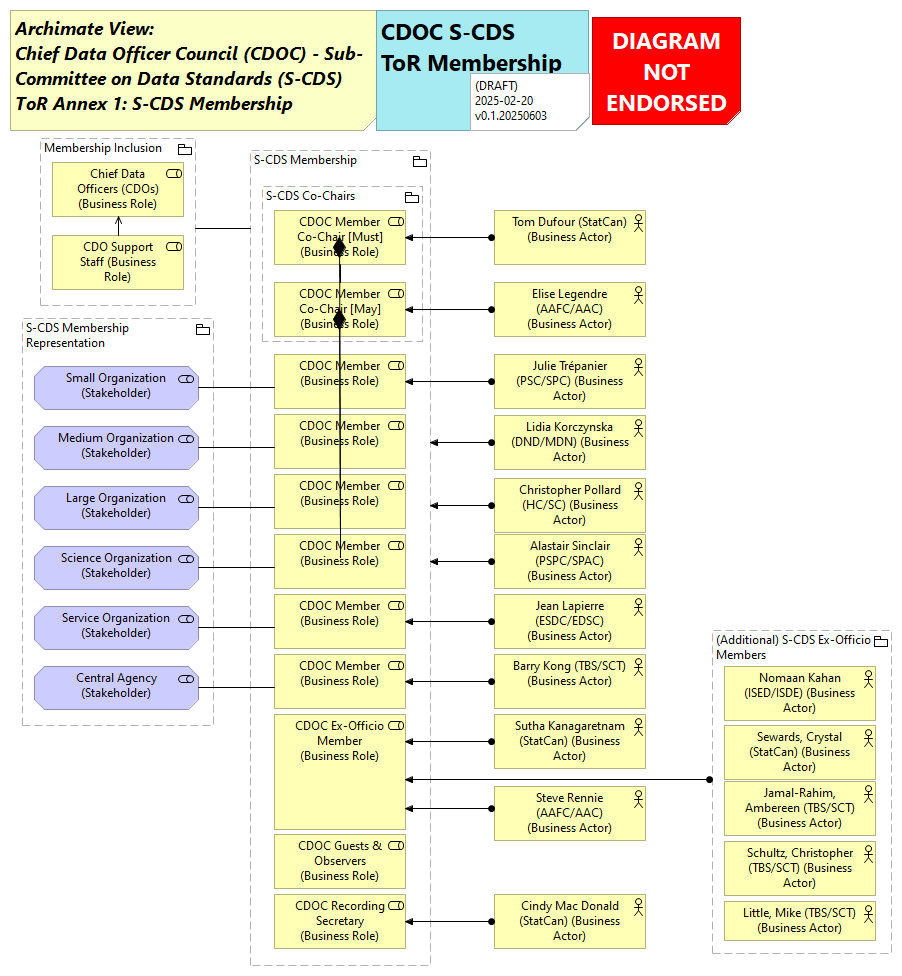 Archimate View:
Chief Data Officer Council (CDOC) - Sub-
Committee on Data Standards (S-CDS)
ToR Annex 1: S-CDS Membership
CDOC S-CDS
ToR Membership
(DRAFT)
2025-02-20
v0.1.20250603
DIAGRAM
NOT
ENDORSED
Membership Inclusion
Chief Data
Officers (CDOs)
(Business Role)
CDO Support
Staff (Business
Role)
S-CDS Membership
Representation
Small Organization
(Stakeholder)
Medium Organization
(Stakeholder)
Large Organization
(Stakeholder)
Science Organization
(Stakeholder)
Service Organization
(Stakeholder)
Central Agency
(Stakeholder)
S-CDS Membership
S-CDS Co-Chairs
CDOC Member
Co-Chair [Must]
(Business Role)
CDOC Member
Co-Chair [May]
(Business Role)
CDOC Member
(Business Role)
CDOC Member
(Business Role)
CDOC Member
(Business Role)
CDOC Member
(Business Role)
CDOC Member
(Business Role)
CDOC Member
(Business Role)
CDOC Ex-Officio
Member
(Business Role)
CDOC Guests &
Observers
(Business Role)
CDOC Recording
Secretary
(Business Role)
Tom Dufour (StatCan)
(Business Actor)
Elise Legendre
(AAFC/AAC)
(Business Actor)
Julie Trépanier
(PSC/SPC) (Business
Actor)
Lidia Korczynska
(DND/MDN) (Business
Actor)
Christopher Pollard
(HC/SC) (Business
Actor)
Alastair Sinclair
(PSPC/SPAC)
(Business Actor)
Jean Lapierre
(ESDC/EDSC)
(Business Actor)
Barry Kong (TBS/SCT)
(Business Actor)
Sutha Kanagaretnam
(StatCan) (Business
Actor)
Steve Rennie
(AAFC/AAC)
(Business Actor)
Cindy Mac Donald
(StatCan) (Business
Actor)
(Additional) S-CDS Ex-Officio
Members
Nomaan Kahan
(ISED/ISDE) (Business
Actor)
Sewards, Crystal
(StatCan) (Business
Actor)
Jamal-Rahim,
Ambereen (TBS/SCT)
(Business Actor)
Schultz, Christopher
(TBS/SCT) (Business
Actor)
Little, Mike (TBS/SCT)
(Business Actor)